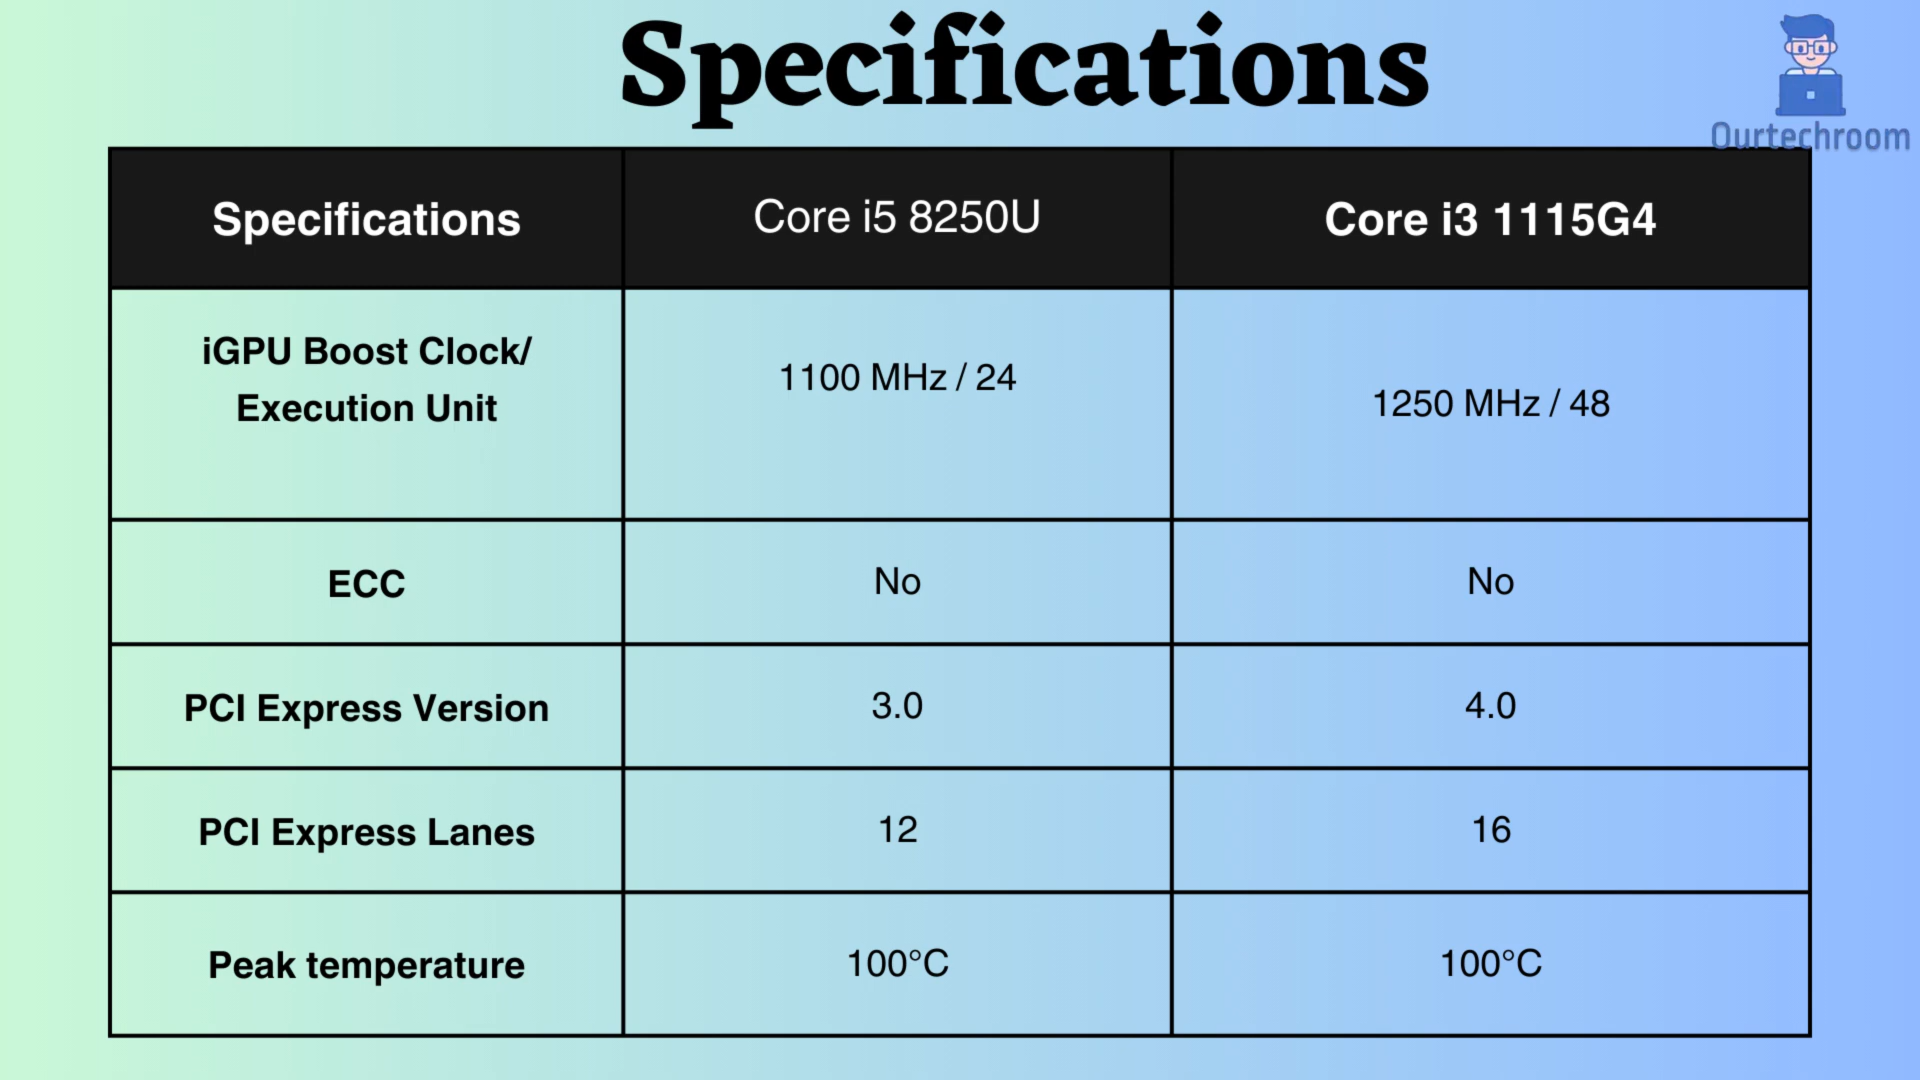 Specifications
Ourtechroom
Specifications Core i5 8250U Core i3 1115G4
iGPU Boost Clock/
Execution Unit
1100 MHz / 24
1250 MHz / 48
ECC No No
PCI Express Version 3.0 4.0
PCI Express Lanes 12 16
Peak temperature 100°C 100°C